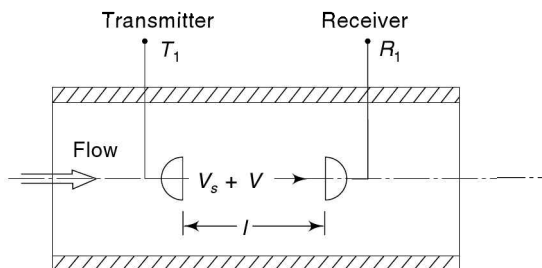 Transmitter Receiver
T₁ R₁
Flow
Vₛ + V
l